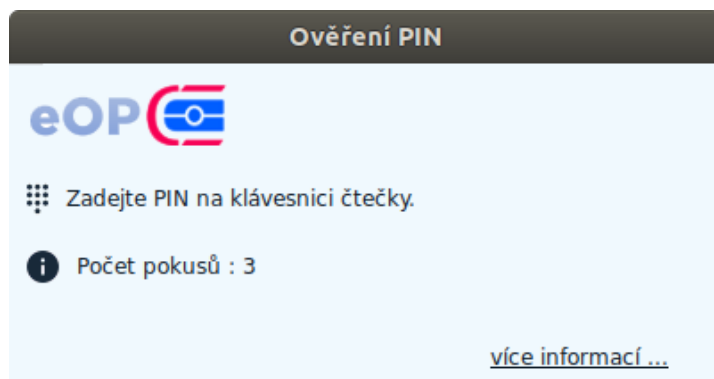 Ověření PIN
eOP
Zadejte PIN na klávesnici čtečky.
Počet pokusů : 3
více informací ...